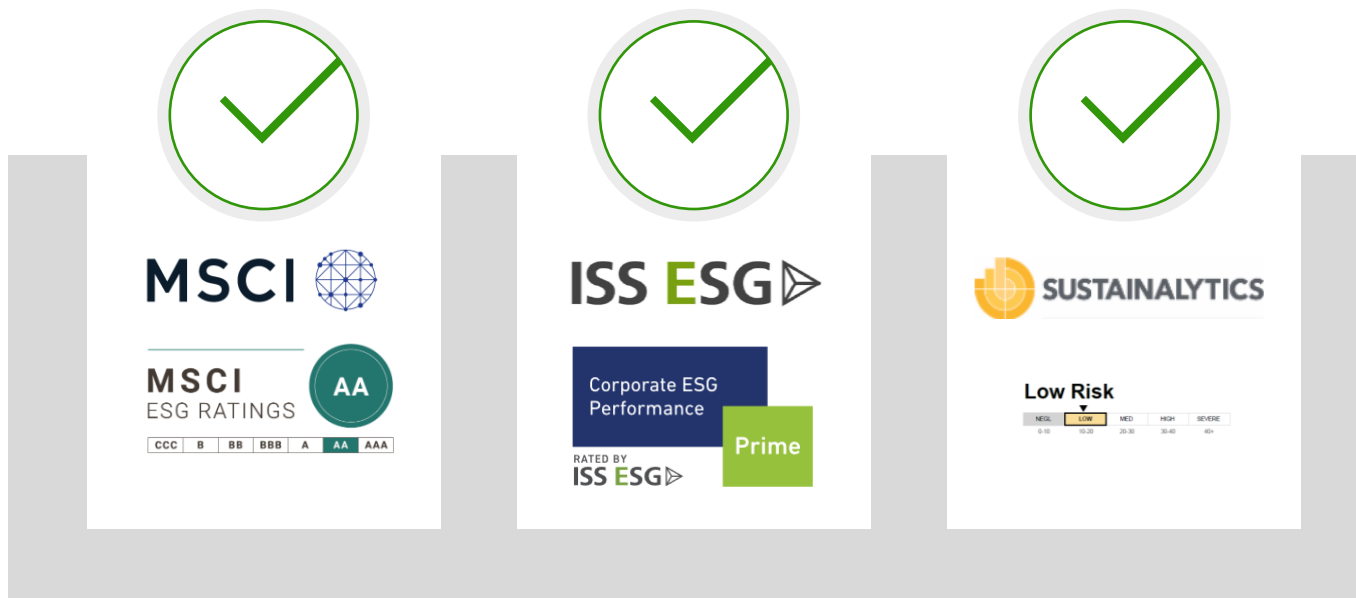 MSCI
MSCI
ESG RATINGS
AA
CCC B BB BBB A AA AAA
ISS ESG
Corporate ESG
Performance
Prime
RATED BY
ISS ESG
SUSTAINALYTICS
Low Risk
NEGL LOW MED HIGH SEVERE
0-10 10-20 20-30 30-40 40+